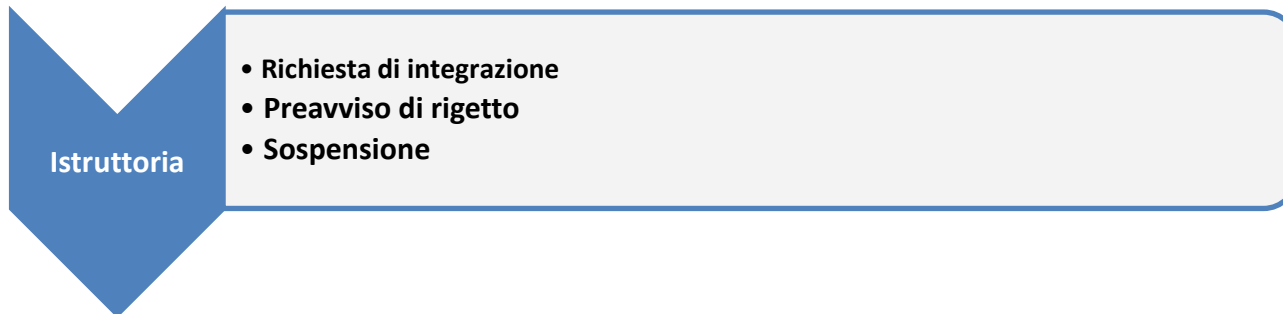 Istruttoria
• Richiesta di integrazione
• Preavviso di rigetto
• Sospensione